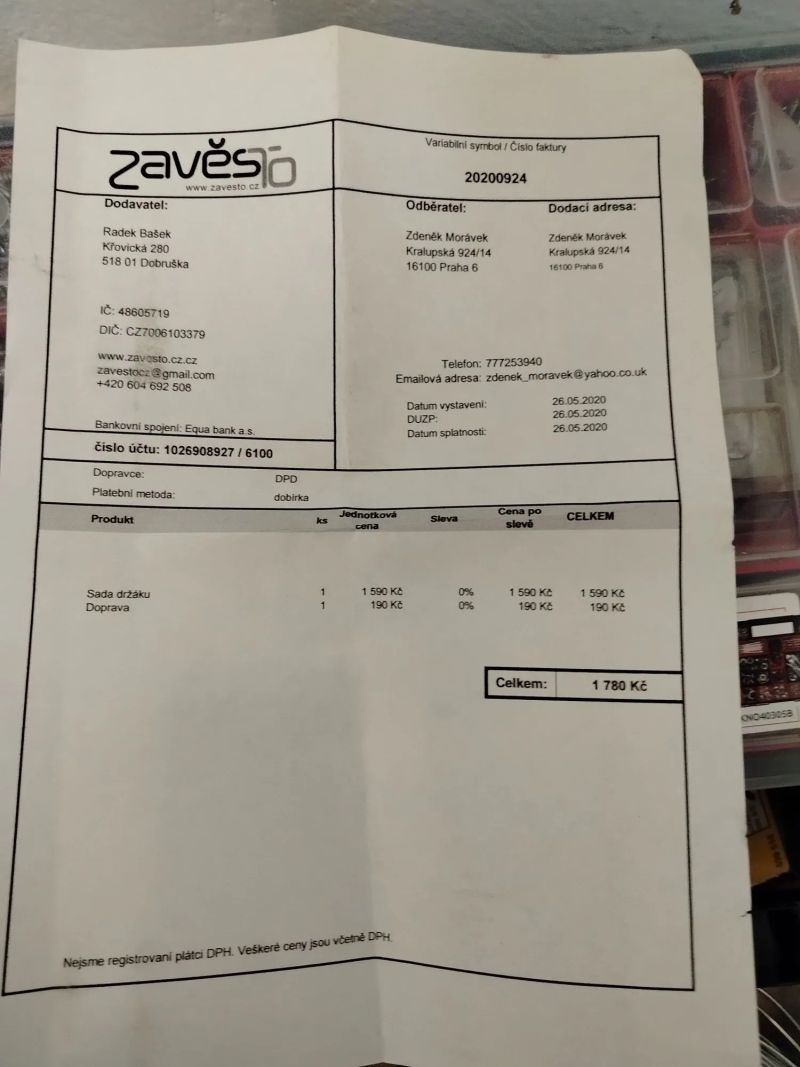 zavěsto
www.zavesto.cz
Variabilní symbol / Číslo faktury
20200924
Dodavatel:
Radek Bašek
Křovická 280
518 01 Dobruška
IČ: 48605719
DIČ: CZ7006103379
www.zavesto.cz.cz
zavestocz@gmail.com
+420 604 692 508
Bankovní spojení: Equa bank a.s.
číslo účtu: 1026908927 / 6100
Odběratel: Dodací adresa:
Zdeněk Morávek Zdeněk Morávek
Kralupská 924/14 Kralupská 924/14
16100 Praha 6 16100 Praha 6
Telefon: 777253940
Emailová adresa: zdenek_moravek@yahoo.co.uk
Datum vystavení: 26.05.2020
DUZP: 26.05.2020
Datum splatnosti: 26.05.2020
Dopravce: DPD
Platební metoda: dobírka
Produkt ks Jednotková cena Sleva Cena po slevě CELKEM
Sada držáku 1 1 590 Kč 0% 1 590 Kč 1 590 Kč
Doprava 1 190 Kč 0% 190 Kč 190 Kč
Celkem: 1 780 Kč
Nejsme registrovaní plátci DPH. Veškeré ceny jsou včetně DPH.
KNO40305B